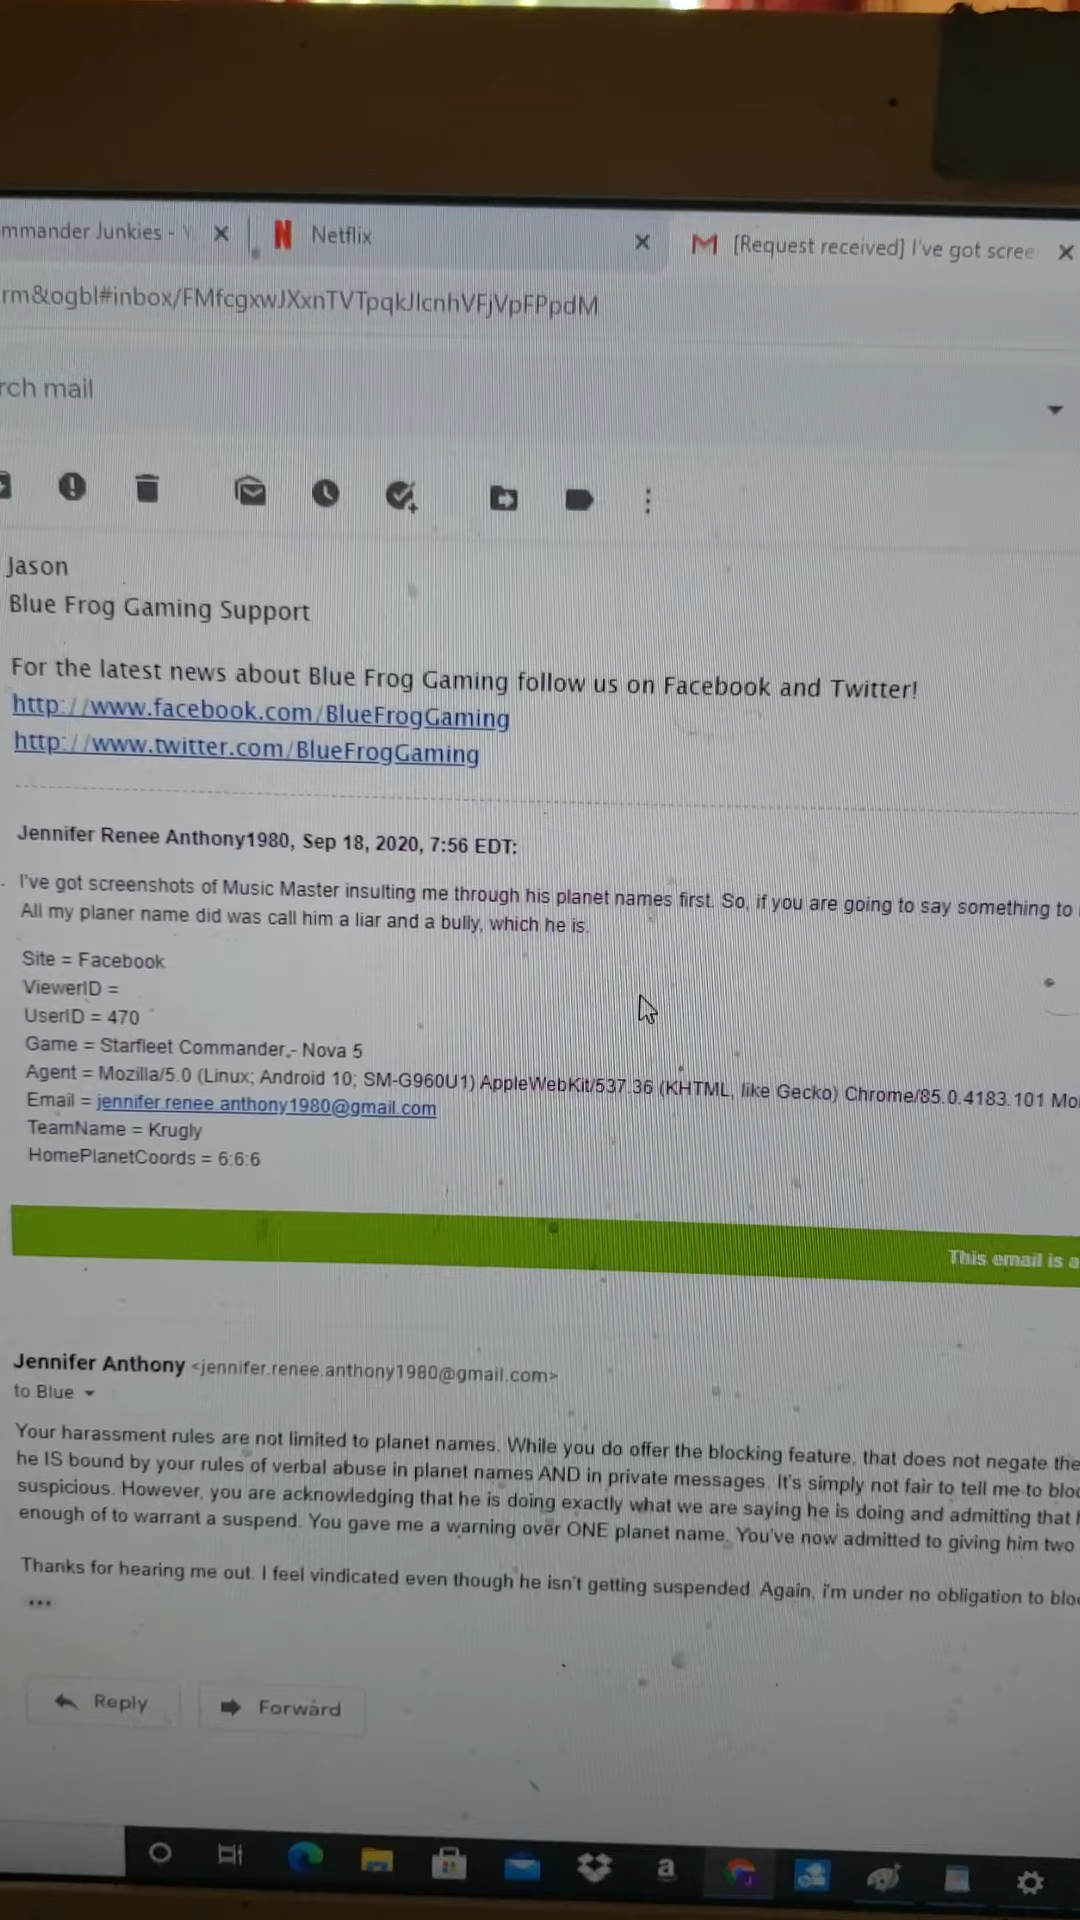 mmander Junkies -
Netflix
[Request received] I've got scree
rm&ogbl#inbox/FMfcgxwJXxnTVTpqkJlcnhVFjVpFPpdM
rch mail
Jason
Blue Frog Gaming Support
For the latest news about Blue Frog Gaming follow us on Facebook and Twitter!
http://www.facebook.com/BlueFrogGaming
http://www.twitter.com/BlueFrogGaming
Jennifer Renee Anthony1980, Sep 18, 2020, 7:56 EDT:
I've got screenshots of Music Master insulting me through his planet names first. So, if you are going to say something to
All my planer name did was call him a liar and a bully, which he is.
Site = Facebook
ViewerID =
UserID = 470
Game = Starfleet Commander - Nova 5
Agent = Mozilla/5.0 (Linux; Android 10; SM-G960U1) AppleWebKit/537.36 (KHTML, like Gecko) Chrome/85.0.4183.101 Mo
Email = jennifer.renee.anthony1980@gmail.com
TeamName = Krugly
HomePlanetCoords = 6:6:6
This email is a
Jennifer Anthony <jennifer.renee.anthony1980@gmail.com>
to Blue
Your harassment rules are not limited to planet names. While you do offer the blocking feature, that does not negate the
he IS bound by your rules of verbal abuse in planet names AND in private messages. It's simply not fair to tell me to bloc
suspicious. However, you are acknowledging that he is doing exactly what we are saying he is doing and admitting that h
enough of to warrant a suspend. You gave me a warning over ONE planet name. You've now admitted to giving him two
Thanks for hearing me out. I feel vindicated even though he isn't getting suspended. Again, i'm under no obligation to bloc
Reply
Forward